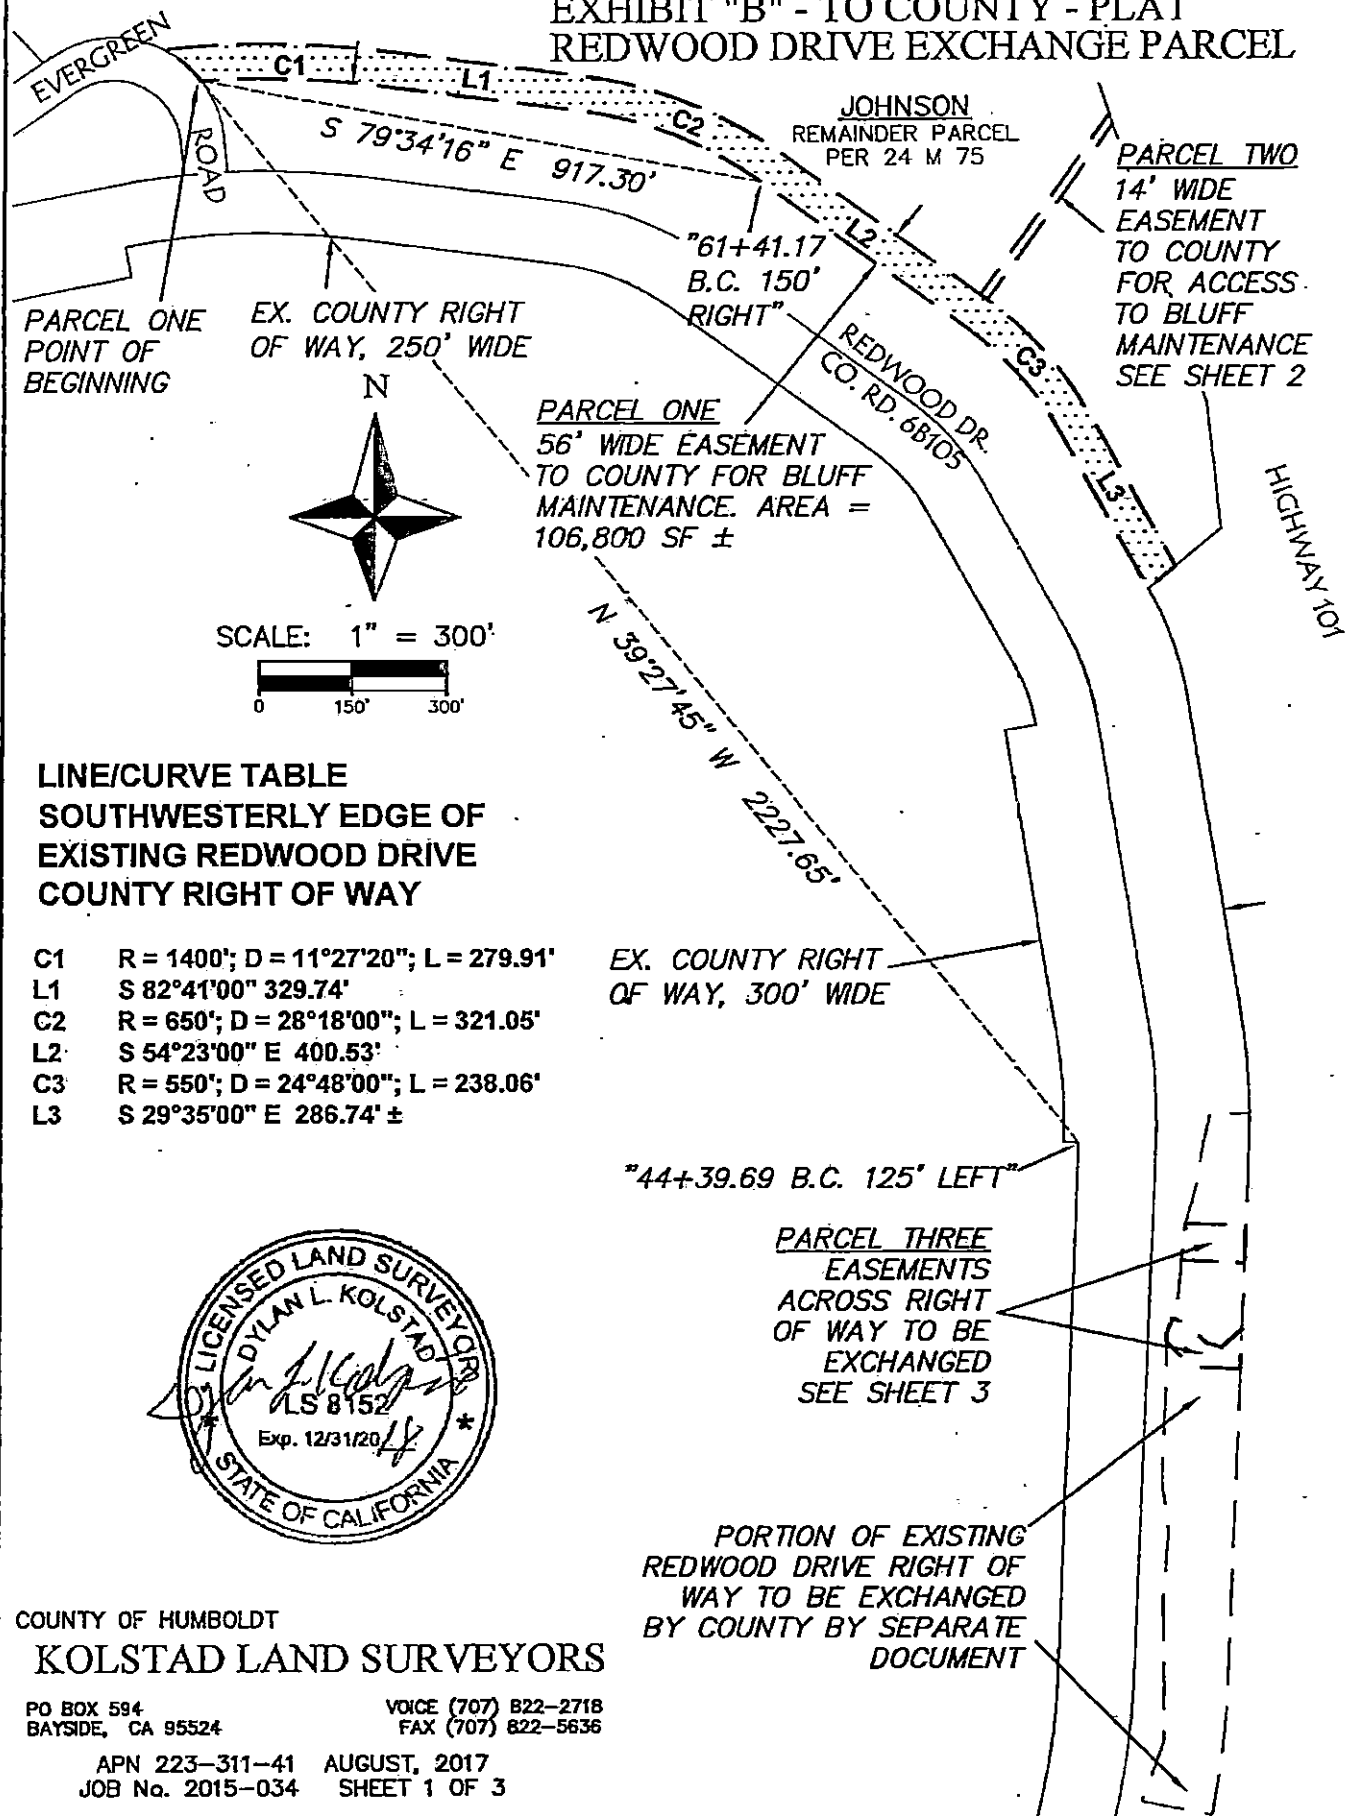 EXHIBIT "B" - TO COUNTY - PLAT
REDWOOD DRIVE EXCHANGE PARCEL
EVERGREEN
ROAD
C1
L1
C2
S 79°34'16" E 917.30'
JOHNSON
REMAINDER PARCEL
PER 24 M 75
PARCEL TWO
14' WIDE
EASEMENT
TO COUNTY
FOR ACCESS
TO BLUFF
MAINTENANCE
SEE SHEET 2
L2
"61+41.17
B.C. 150'
RIGHT"
PARCEL ONE
POINT OF
BEGINNING
EX. COUNTY RIGHT
OF WAY, 250' WIDE
REDWOOD DR.
CO. RD. 6B105
C3
L3
HIGHWAY 101
N
PARCEL ONE
56' WIDE EASEMENT
TO COUNTY FOR BLUFF
MAINTENANCE. AREA =
106,800 SF ±
SCALE: 1" = 300'
0 150' 300'
N 39°27'45" W 2227.65'
LINE/CURVE TABLE
SOUTHWESTERLY EDGE OF
EXISTING REDWOOD DRIVE
COUNTY RIGHT OF WAY
C1 R = 1400'; D = 11°27'20"; L = 279.91'
L1 S 82°41'00" 329.74'
C2 R = 650'; D = 28°18'00"; L = 321.05'
L2 S 54°23'00" E 400.53'
C3 R = 550'; D = 24°48'00"; L = 238.06'
L3 S 29°35'00" E 286.74' ±
EX. COUNTY RIGHT
OF WAY, 300' WIDE
"44+39.69 B.C. 125' LEFT"
PARCEL THREE
EASEMENTS
ACROSS RIGHT
OF WAY TO BE
EXCHANGED
SEE SHEET 3
LICENSED LAND SURVEYOR
DYLAN L. KOLSTAD
LS 8152
Exp. 12/31/2018
STATE OF CALIFORNIA
PORTION OF EXISTING
REDWOOD DRIVE RIGHT OF
WAY TO BE EXCHANGED
BY COUNTY BY SEPARATE
DOCUMENT
COUNTY OF HUMBOLDT
KOLSTAD LAND SURVEYORS
PO BOX 594
BAYSIDE, CA 95524
VOICE (707) 822-2718
FAX (707) 822-5636
APN 223-311-41 AUGUST, 2017
JOB No. 2015-034 SHEET 1 OF 3